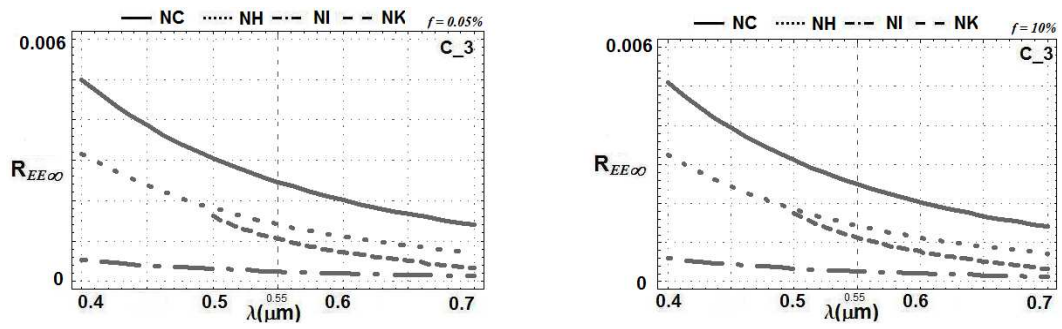 NC NH NI NK f = 0.05%
0.006
C_3
R_EE∞
0
0.4 0.5 0.55 0.6 0.7
λ(μm)
NC NH NI NK f = 10%
0.006
C_3
R_EE∞
0
0.4 0.5 0.55 0.6 0.7
λ(μm)